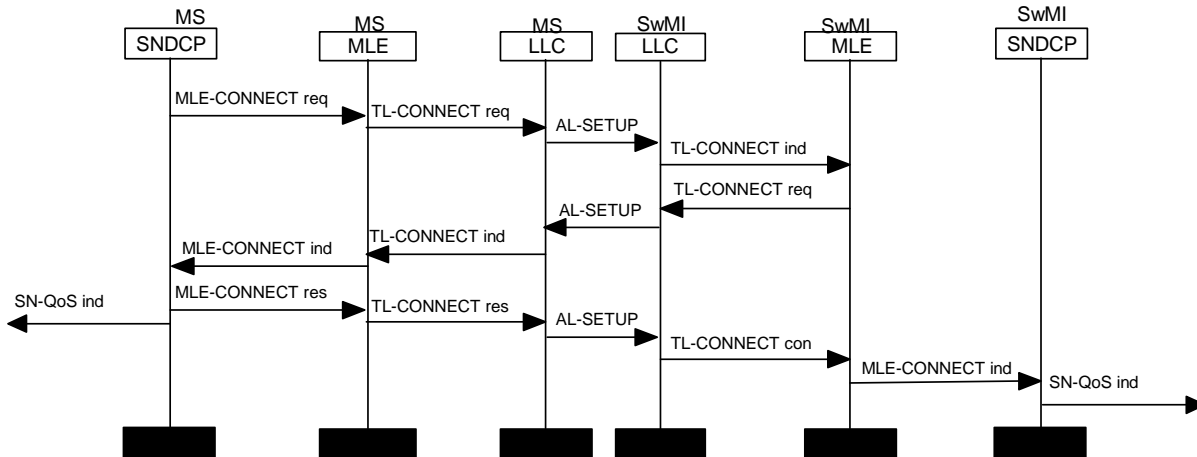 MS MS MS SwMI SwMI SwMI
SNDCP MLE LLC LLC MLE SNDCP
MLE-CONNECT req
TL-CONNECT req
AL-SETUP
TL-CONNECT ind
TL-CONNECT req
AL-SETUP
TL-CONNECT ind
MLE-CONNECT ind
SN-QoS ind
MLE-CONNECT res
TL-CONNECT res
AL-SETUP
TL-CONNECT con
MLE-CONNECT ind
SN-QoS ind